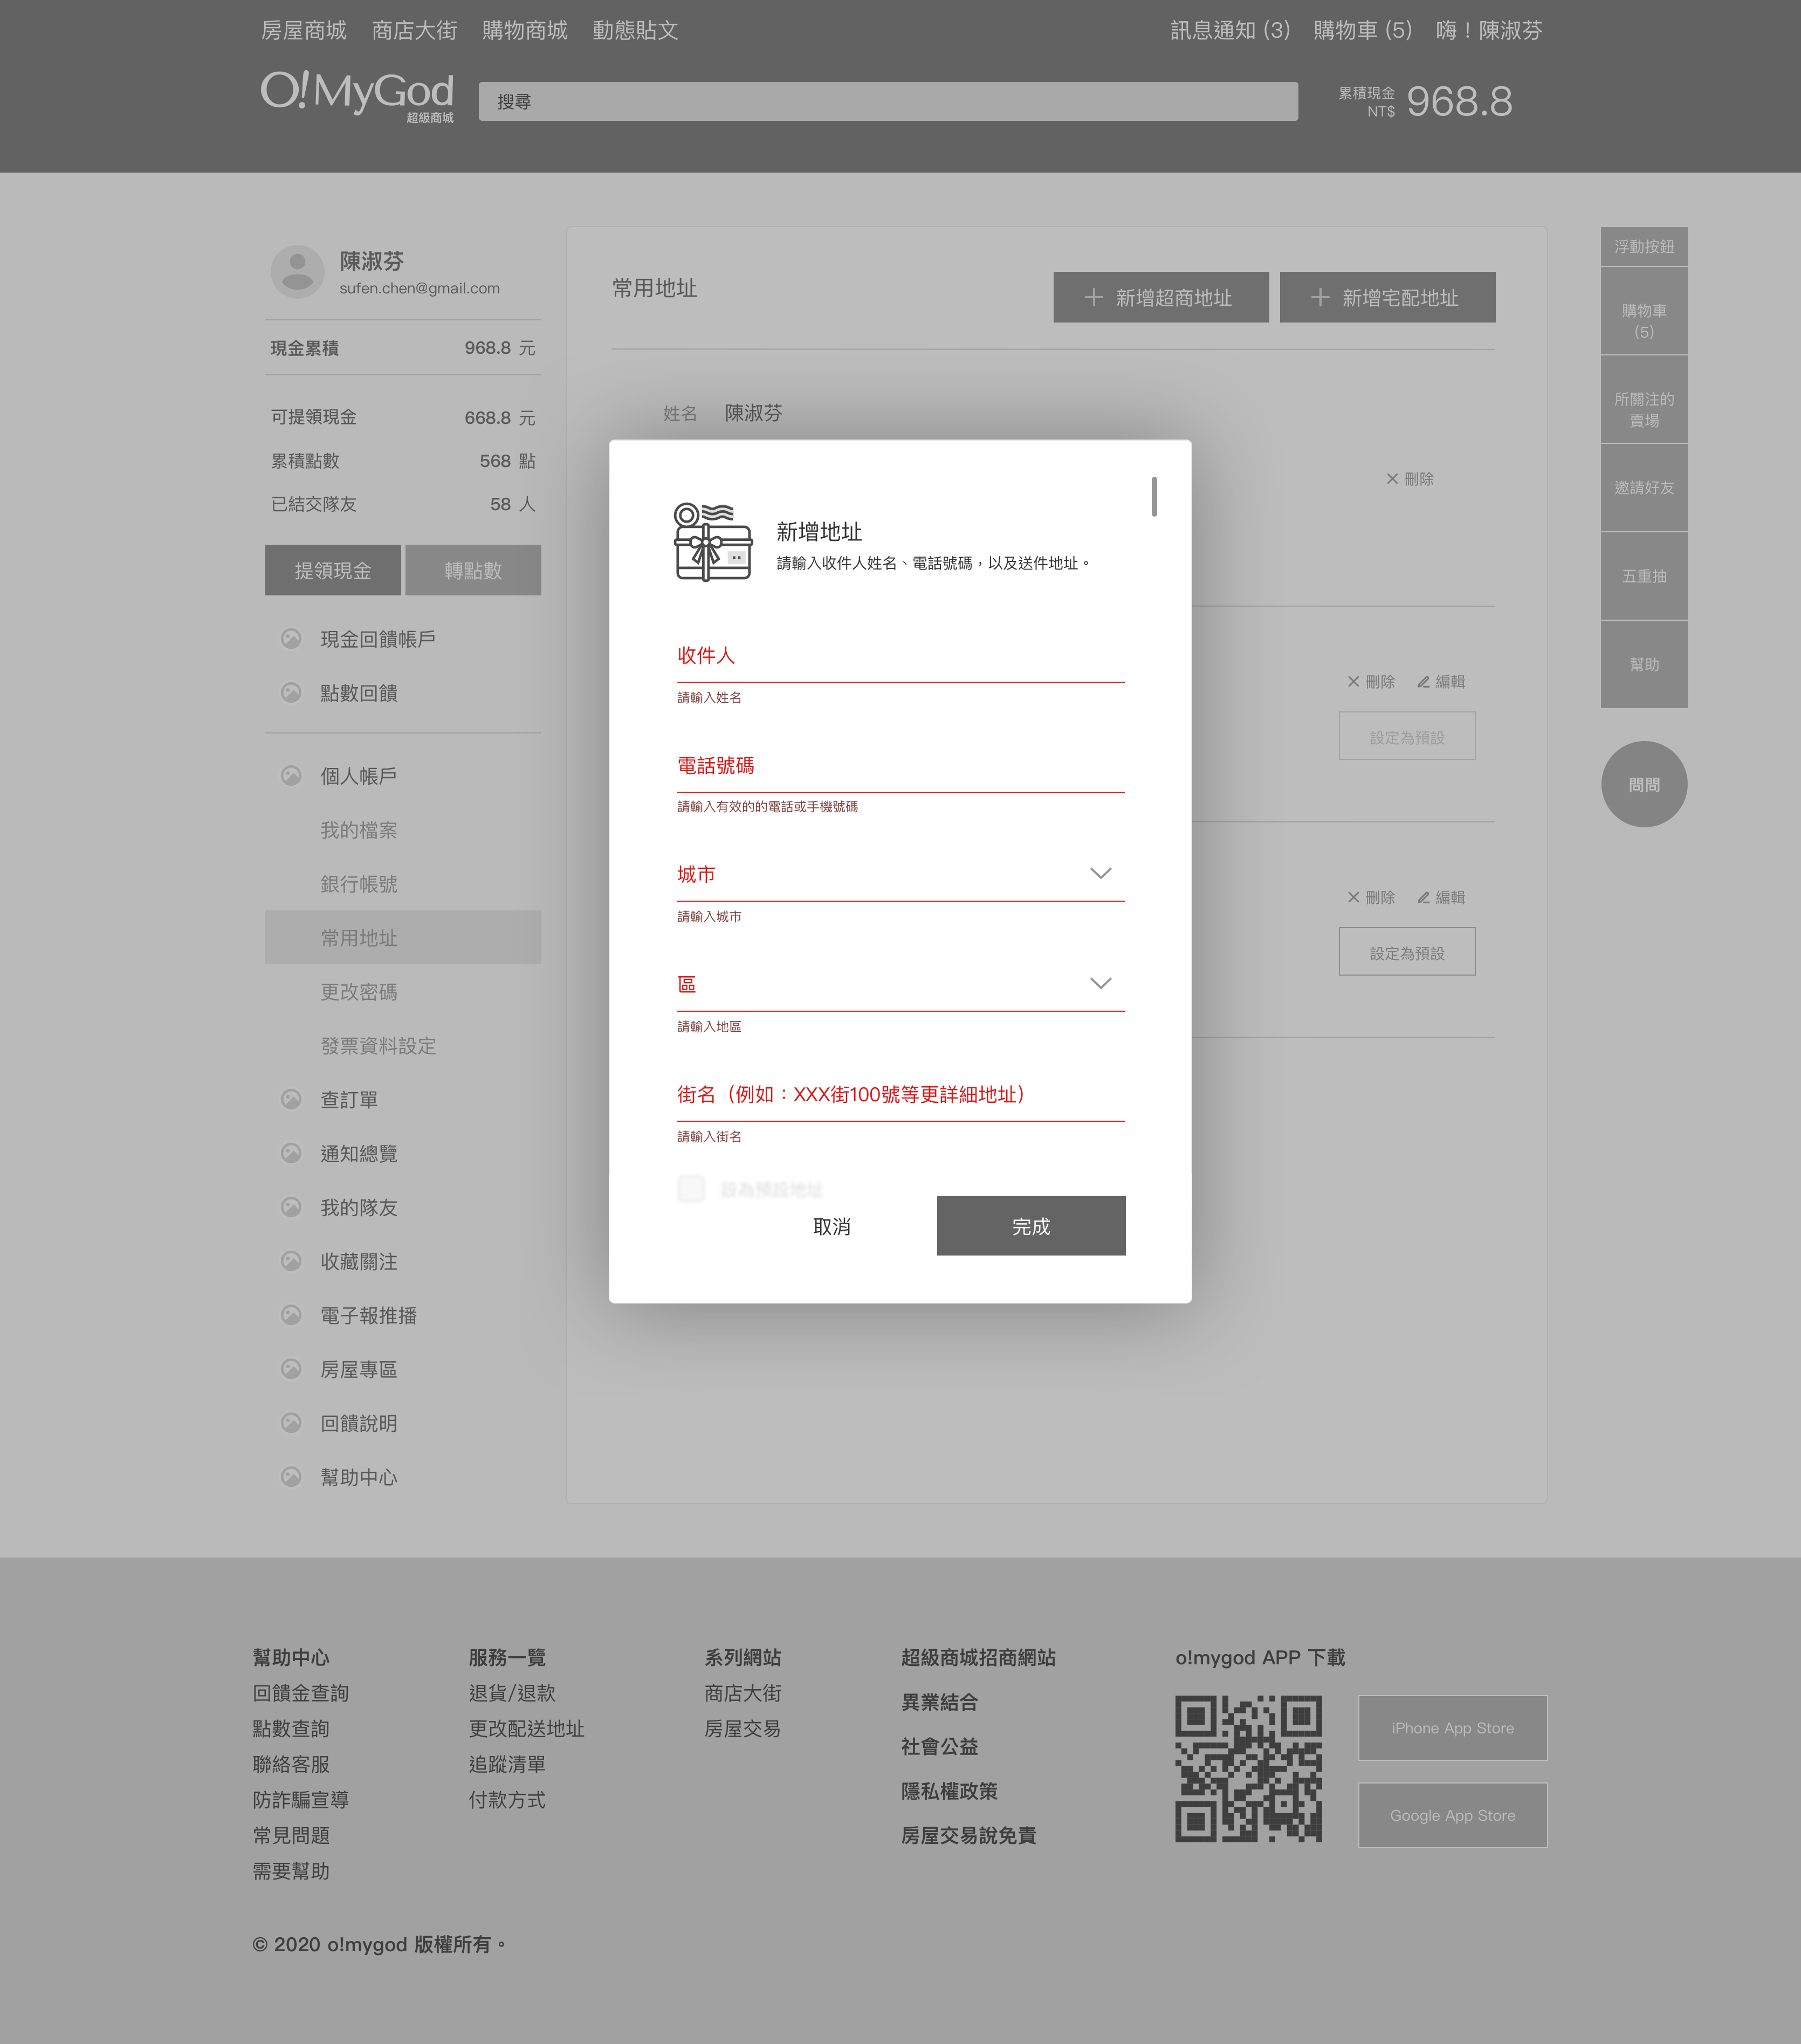 房屋商城 商店大街 購物商城 動態貼文
訊息通知 (3) 購物車 (5) 嗨！陳淑芬
O!MyGod
超級商城
搜尋
累積現金
NT$
968.8
陳淑芬
sufen.chen@gmail.com
現金累積 968.8 元
可提領現金 668.8 元
累積點數 568 點
已結交隊友 58 人
提領現金 轉點數
現金回饋帳戶
點數回饋
個人帳戶
我的檔案
銀行帳號
常用地址
更改密碼
發票資料設定
查訂單
通知總覽
我的隊友
收藏關注
電子報推播
房屋專區
回饋說明
幫助中心
常用地址
新增超商地址 新增宅配地址
姓名 陳淑芬
刪除
刪除 編輯
設定為預設
刪除 編輯
設定為預設
新增地址
請輸入收件人姓名、電話號碼，以及送件地址。
收件人
請輸入姓名
電話號碼
請輸入有效的的電話或手機號碼
城市
請輸入城市
區
請輸入地區
街名（例如：XXX街100號等更詳細地址）
請輸入街名
設為預設地址
取消 完成
浮動按鈕
購物車
(5)
所關注的
賣場
邀請好友
五重抽
幫助
問問
幫助中心
回饋金查詢
點數查詢
聯絡客服
防詐騙宣導
常見問題
需要幫助
服務一覽
退貨/退款
更改配送地址
追蹤清單
付款方式
系列網站
商店大街
房屋交易
超級商城招商網站
異業結合
社會公益
隱私權政策
房屋交易說免責
o!mygod APP 下載
iPhone App Store
Google App Store
© 2020 o!mygod 版權所有。